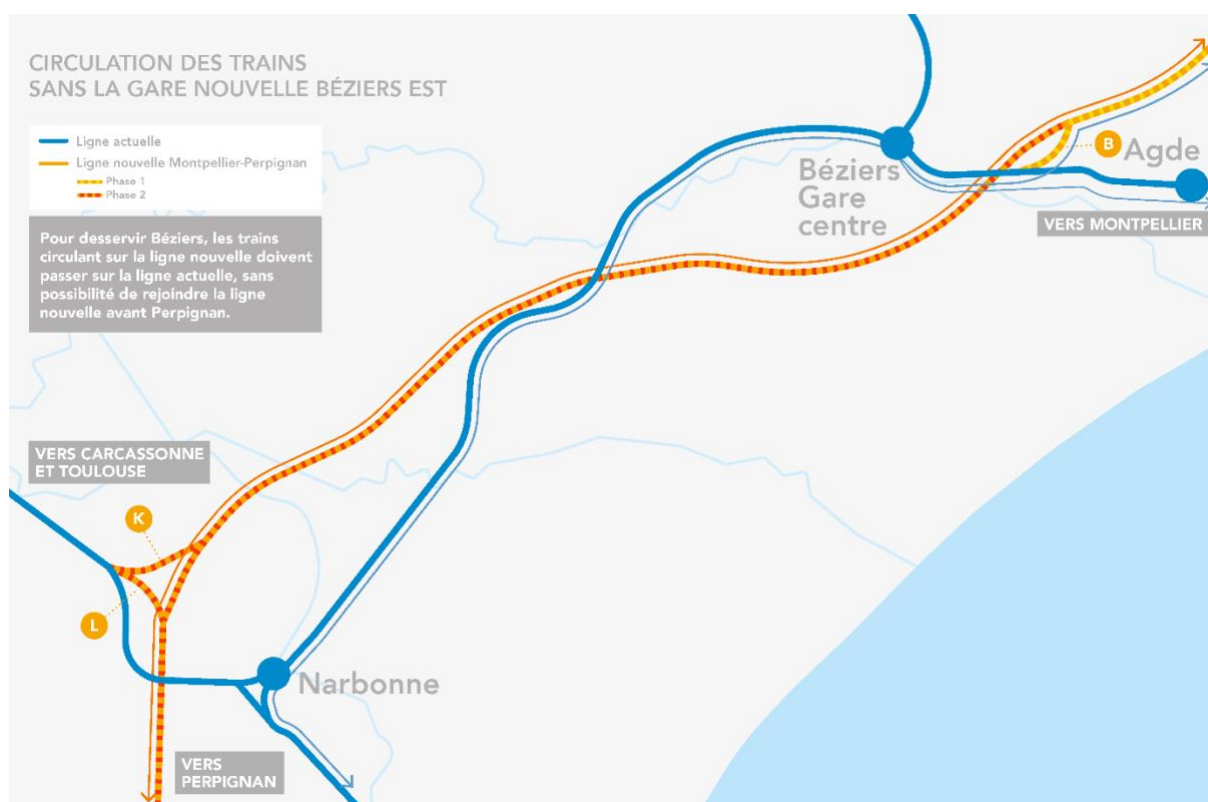 CIRCULATION DES TRAINS
SANS LA GARE NOUVELLE BÉZIERS EST
Ligne actuelle
Ligne nouvelle Montpellier-Perpignan
Phase 1
Phase 2
Pour desservir Béziers, les trains
circulant sur la ligne nouvelle doivent
passer sur la ligne actuelle, sans
possibilité de rejoindre la ligne
nouvelle avant Perpignan.
Béziers
Gare
centre
B
Agde
VERS MONTPELLIER
VERS CARCASSONNE
ET TOULOUSE
K
L
Narbonne
VERS
PERPIGNAN